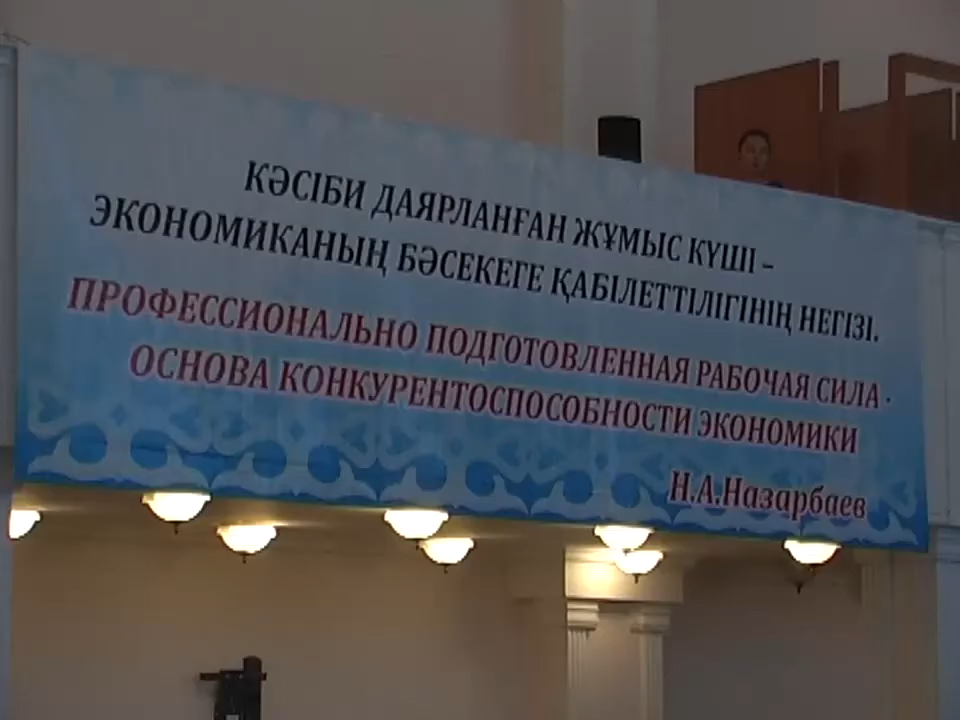 КӘСІБИ ДАЯРЛАНҒАН ЖҰМЫС КҮШІ –
ЭКОНОМИКАНЫҢ БӘСЕКЕГЕ ҚАБІЛЕТТІЛІГІНІҢ НЕГІЗІ.
ПРОФЕССИОНАЛЬНО ПОДГОТОВЛЕННАЯ РАБОЧАЯ СИЛА -
ОСНОВА КОНКУРЕНТОСПОСОБНОСТИ ЭКОНОМИКИ
Н.А.Назарбаев